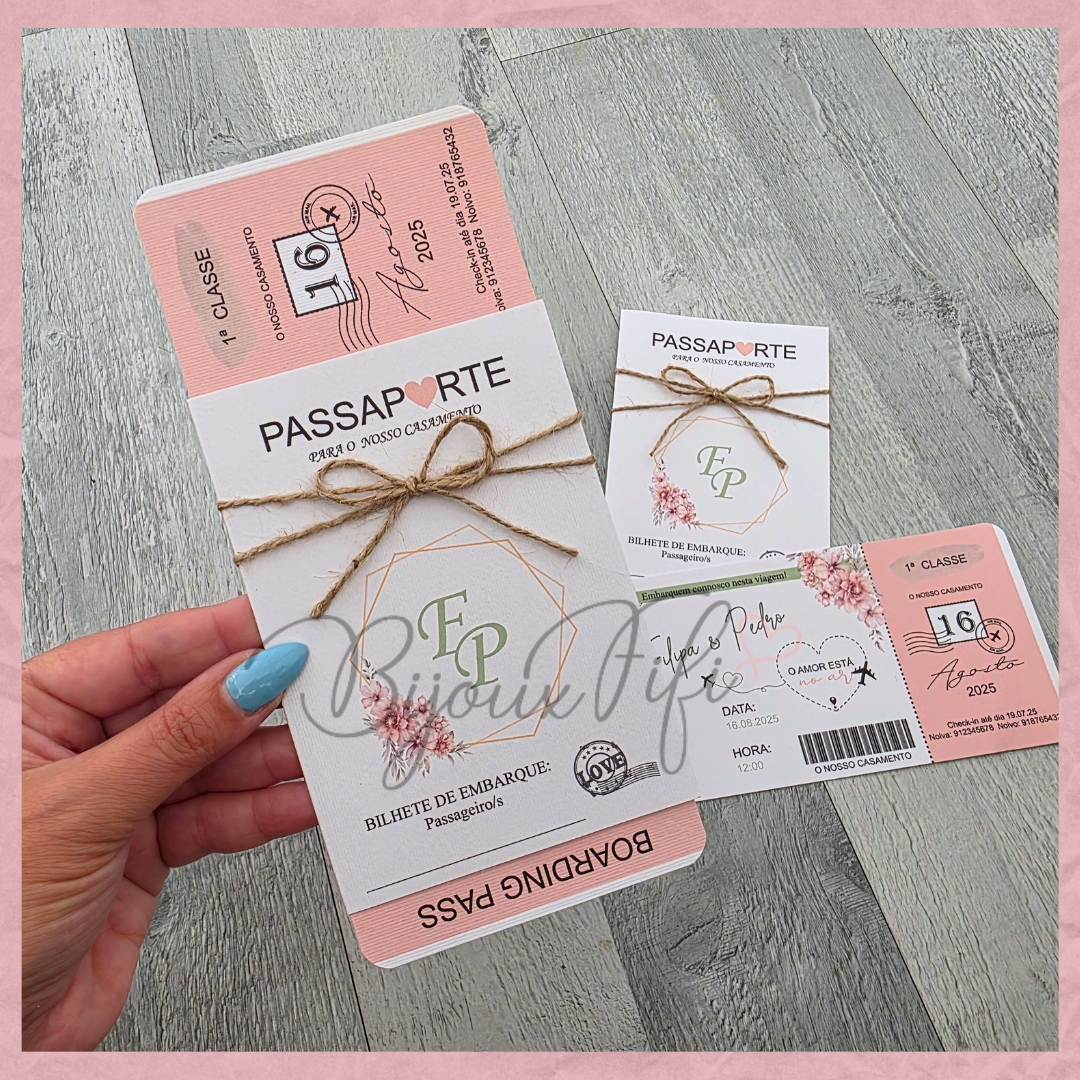 1ª CLASSE
O NOSSO CASAMENTO
16
Agosto
2025
Check-in até dia 19.07.25
912345678 Noivo: 918765432
PASSAPORTE
PARA O NOSSO CASAMENTO
FP
BILHETE DE EMBARQUE:
Passageiro/s
LOVE
BOARDING PASS
Bijoux Fifi
PASSAPORTE
PARA O NOSSO CASAMENTO
FP
BILHETE DE EMBARQUE:
Passageiro/s
Embarquem connosco nesta viagem!
Filipa & Pedro
O AMOR ESTÁ
no ar
DATA:
16.08.2025
HORA:
12:00
O NOSSO CASAMENTO
1ª CLASSE
O NOSSO CASAMENTO
16
Agosto
2025
Check-in até dia 19.07.25
Noiva: 912345678 Noivo: 91876543